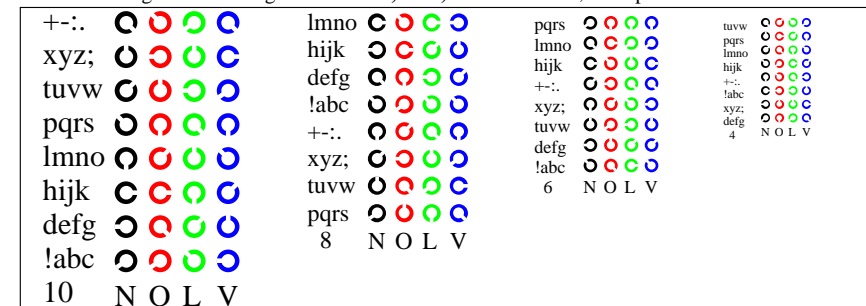 +-:.
xyz;
tuvw
pqrs
lmno
hijk
defg
!abc
10 N O L V
lmno
hijk
defg
!abc
+-:.
xyz;
tuvw
pqrs
8 N O L V
pqrs
lmno
hijk
+-:.
xyz;
tuvw
defg
!abc
6 N O L V
tuvw
pqrs
lmno
hijk
+-:.
!abc
xyz;
defg
4 N O L V